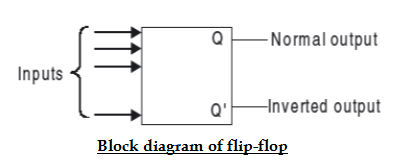 Q Normal output
Inputs
Q' Inverted output
Block diagram of flip-flop